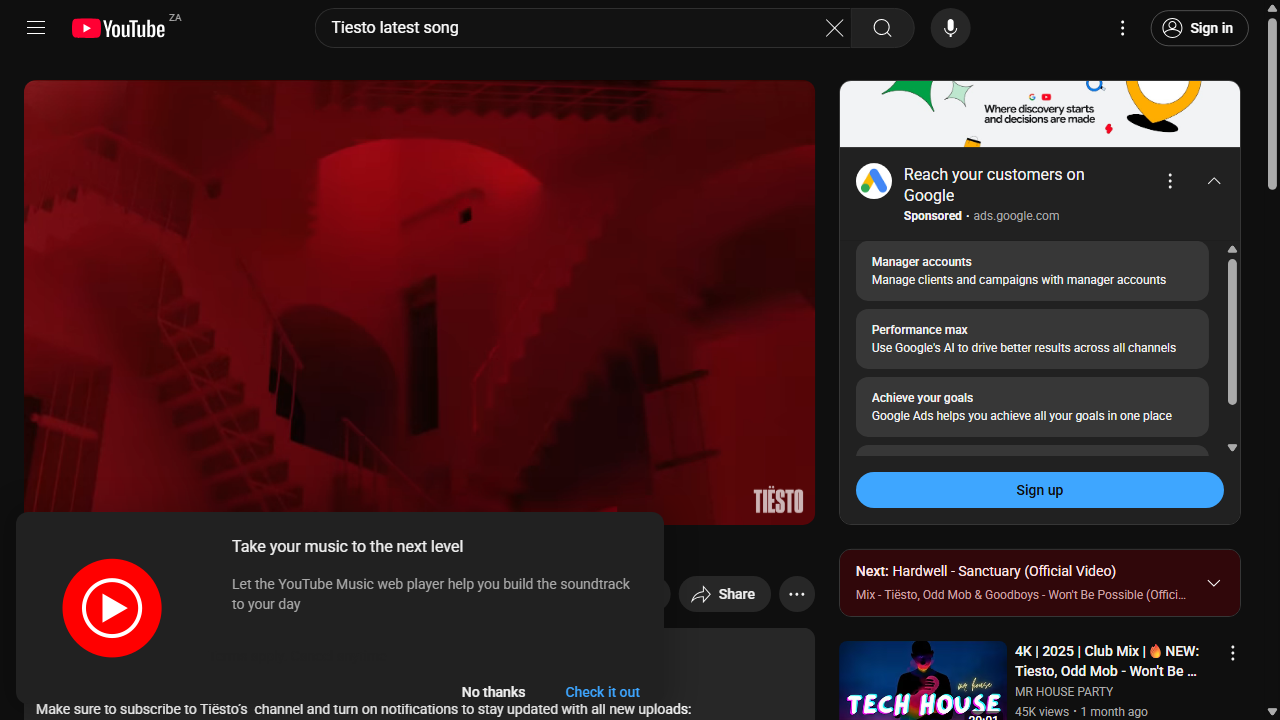 YouTube ZA
Tiesto latest song
Sign in
TIËSTO
Where discovery starts
and decisions are made
Reach your customers on
Google
Sponsored · ads.google.com
Manager accounts
Manage clients and campaigns with manager accounts
Performance max
Use Google's AI to drive better results across all channels
Achieve your goals
Google Ads helps you achieve all your goals in one place
Sign up
Take your music to the next level
Let the YouTube Music web player help you build the soundtrack
to your day
No thanks
Check it out
Share
Make sure to subscribe to Tiësto's channel and turn on notifications to stay updated with all new uploads:
Next: Hardwell - Sanctuary (Official Video)
Mix - Tiësto, Odd Mob & Goodboys - Won't Be Possible (Offici...
mr house
TECH HOUSE
4K | 2025 | Club Mix | 🔥 NEW:
Tiesto, Odd Mob - Won't Be ...
MR HOUSE PARTY
45K views · 1 month ago